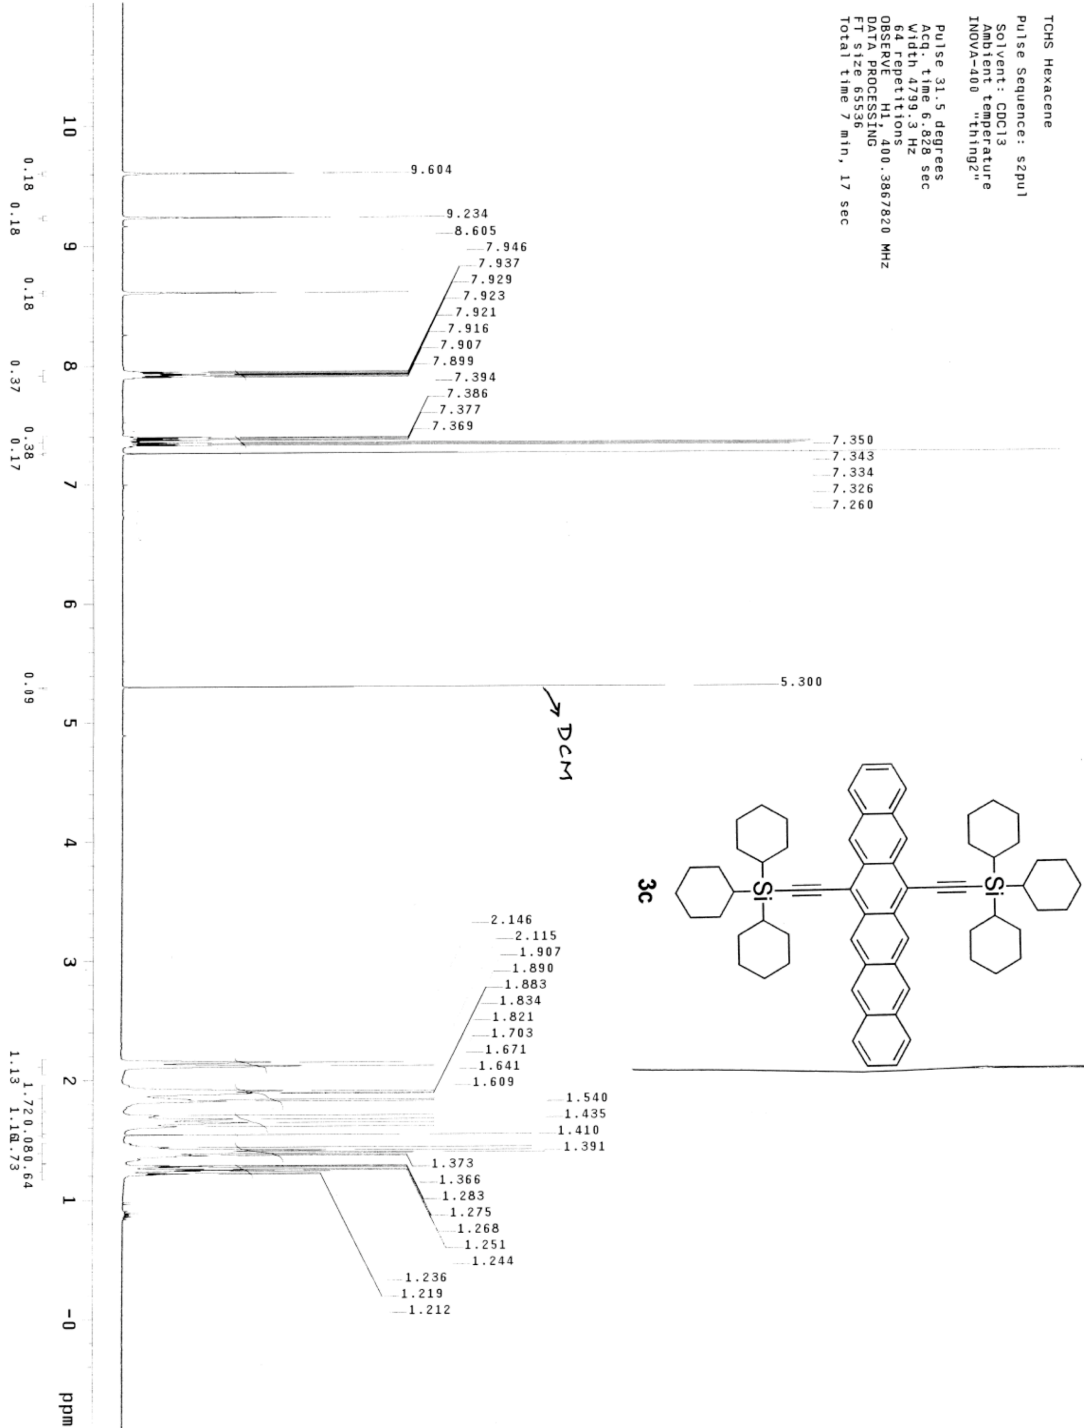 TCHS Hexacene
Pulse Sequence: s2pul
Solvent: CDCl3
Ambient temperature
INOVA-400 "thing2"
Pulse 31.5 degrees
Acq. time 6.828 sec
Width 4799.3 Hz
64 repetitions
OBSERVE H1, 400.3867820 MHz
DATA PROCESSING
FT size 65536
Total time 7 min, 17 sec
9.604
9.234
8.605
7.946
7.937
7.929
7.923
7.921
7.916
7.907
7.899
7.394
7.386
7.377
7.369
7.350
7.343
7.334
7.326
7.260
5.300
DCM
Si
Si
3c
2.146
2.115
1.907
1.890
1.883
1.834
1.821
1.703
1.671
1.641
1.609
1.540
1.435
1.410
1.391
1.373
1.366
1.283
1.275
1.268
1.251
1.244
1.236
1.219
1.212
10 9 8 7 6 5 4 3 2 1 -0 ppm
0.18 0.18 0.18 0.37 0.38 0.17 0.09
1.13 1.72 0.08 0.64
1.73